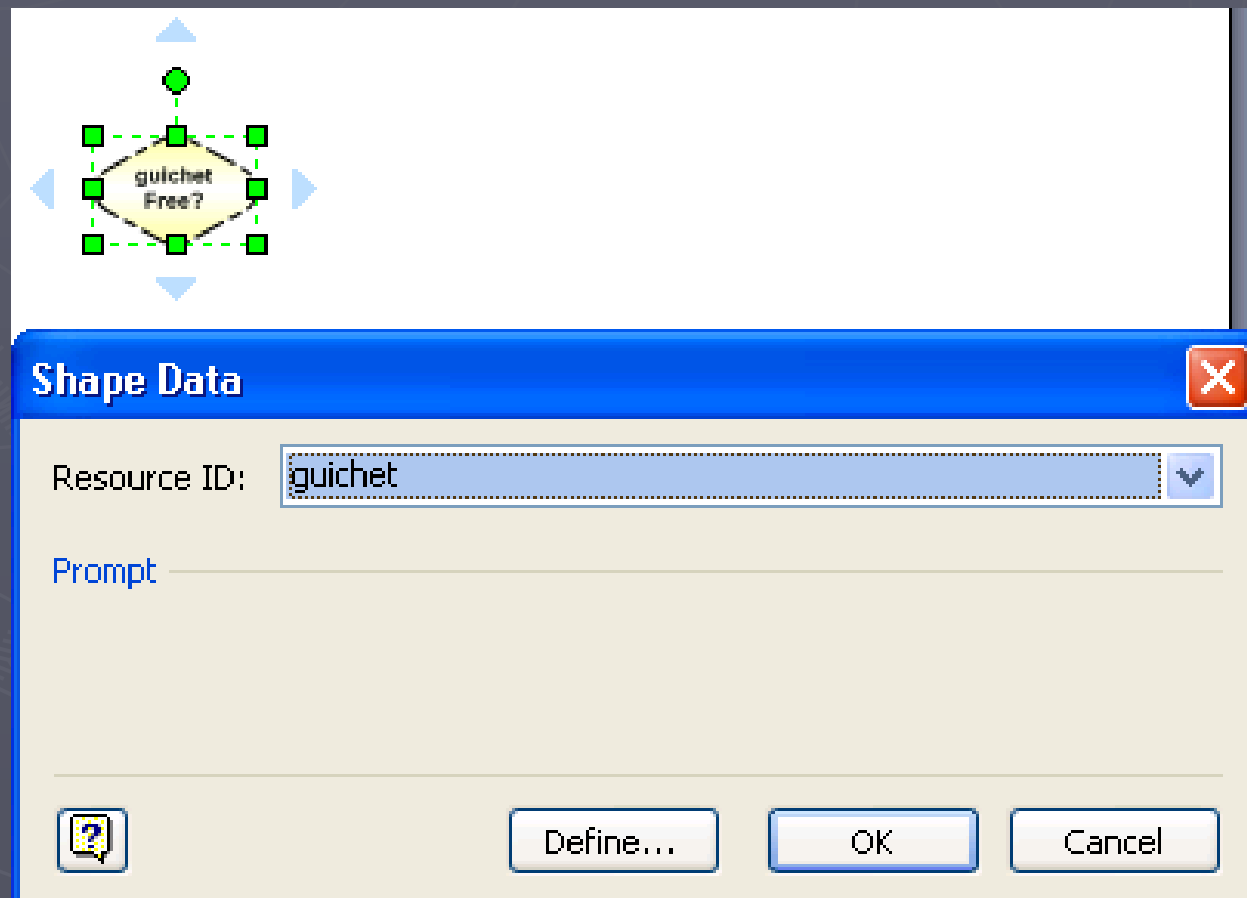 guichet
Free?
Shape Data
Resource ID: guichet
Prompt
? Define... OK Cancel